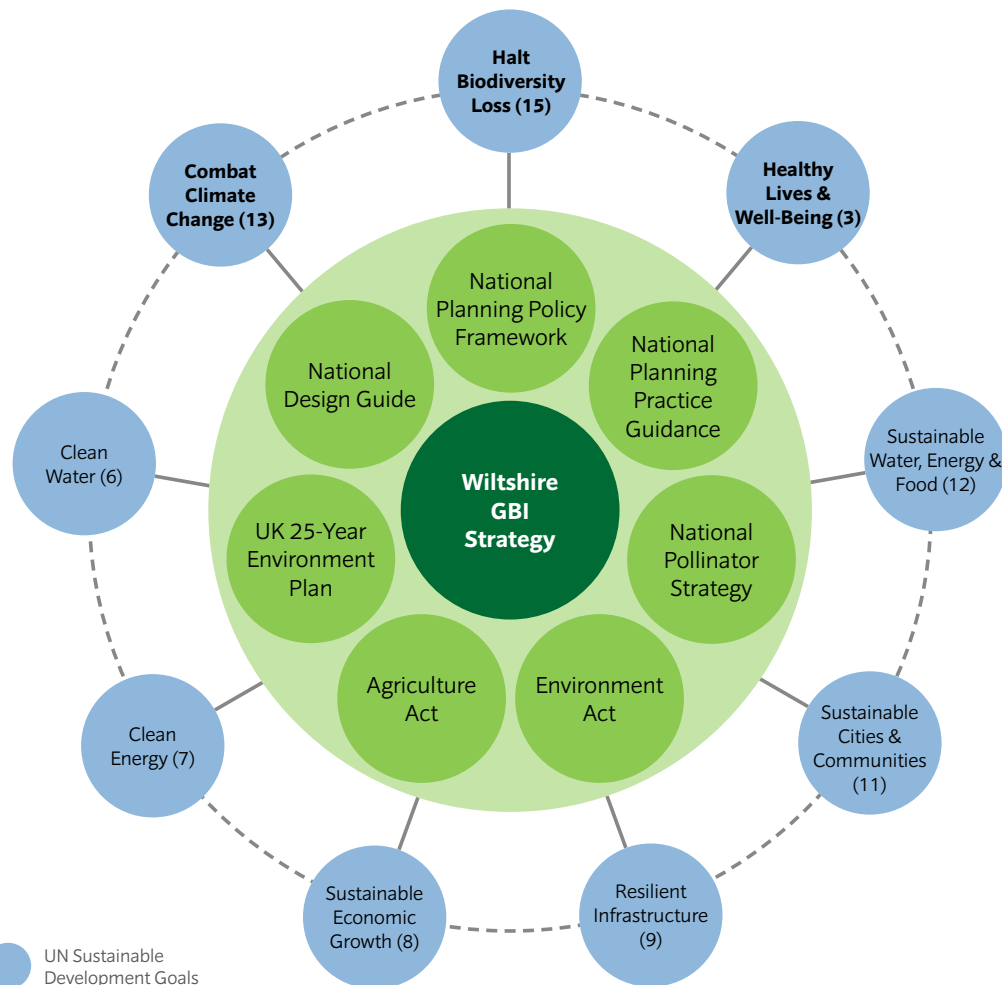 Halt
Biodiversity
Loss (15)
Combat
Climate
Change (13)
Healthy
Lives &
Well-Being (3)
National
Planning Policy
Framework
National
Design Guide
National
Planning
Practice
Guidance
Clean
Water (6)
Sustainable
Water, Energy &
Food (12)
Wiltshire
GBI
Strategy
UK 25-Year
Environment
Plan
National
Pollinator
Strategy
Agriculture
Act
Environment
Act
Clean
Energy (7)
Sustainable
Cities &
Communities
(11)
Sustainable
Economic
Growth (8)
Resilient
Infrastructure
(9)
UN Sustainable
Development Goals